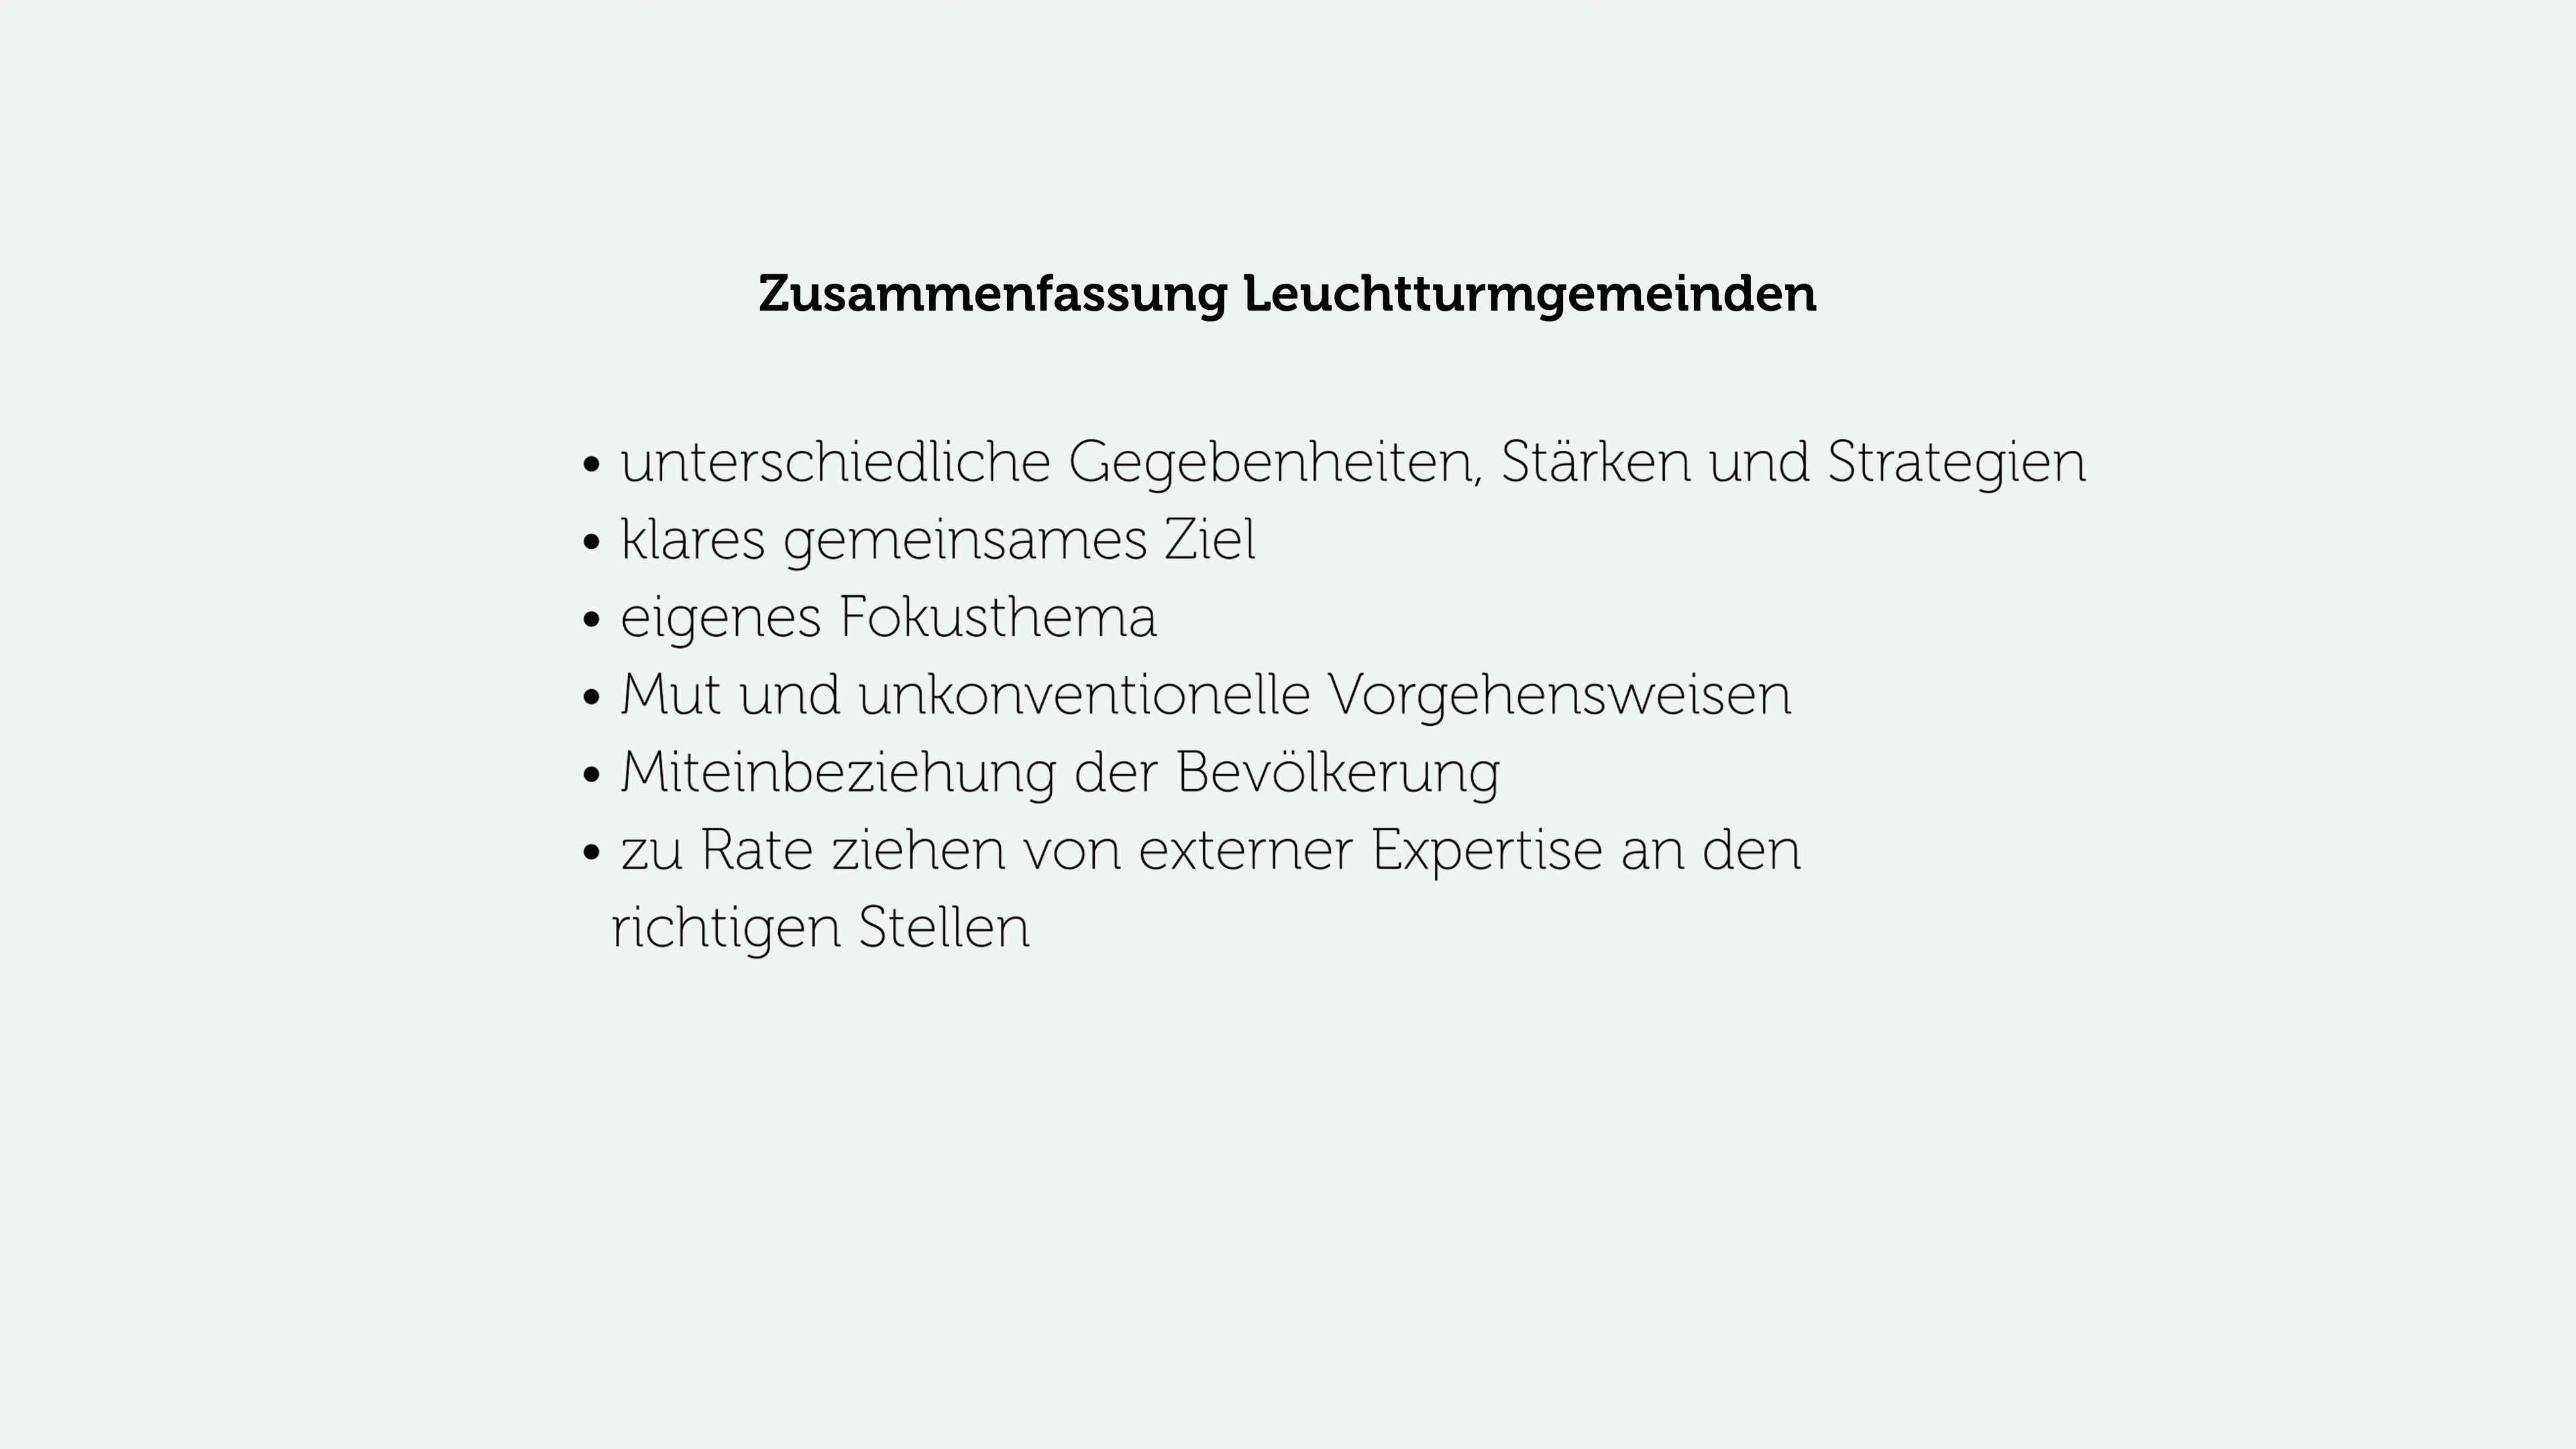 Zusammenfassung Leuchtturmgemeinden
• unterschiedliche Gegebenheiten, Stärken und Strategien
• klares gemeinsames Ziel
• eigenes Fokusthema
• Mut und unkonventionelle Vorgehensweisen
• Miteinbeziehung der Bevölkerung
• zu Rate ziehen von externer Expertise an den
richtigen Stellen